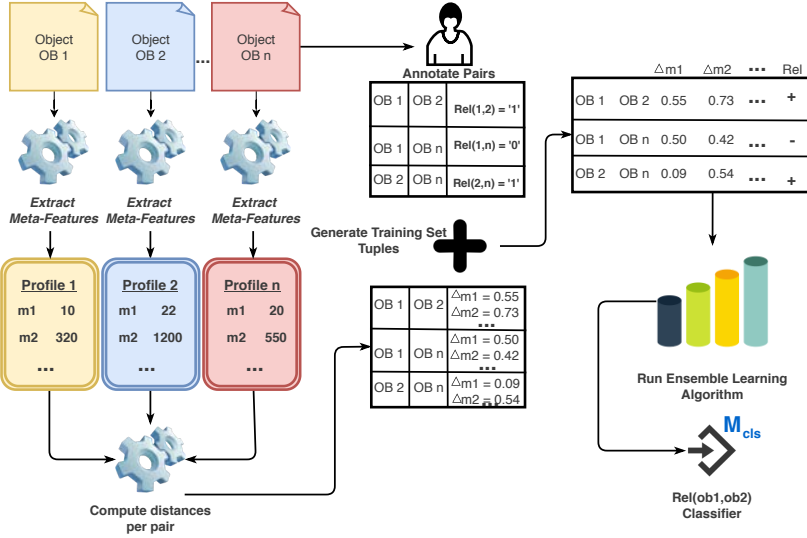 Object
OB 1
Object
OB 2
...
Object
OB n
Extract
Meta-Features
Extract
Meta-Features
Extract
Meta-Features
Profile 1
m1 10
m2 320
...
Profile 2
m1 22
m2 1200
...
Profile n
m1 20
m2 550
...
Compute distances
per pair
Annotate Pairs
OB 1 OB 2 Rel(1,2) = '1'
OB 1 OB n Rel(1,n) = '0'
OB 2 OB n Rel(2,n) = '1'
Generate Training Set
Tuples
OB 1 OB 2 △m1 = 0.55
△m2 = 0.73
...
OB 1 OB n △m1 = 0.50
△m2 = 0.42
...
OB 2 OB n △m1 = 0.09
△m2 = 0.54
...
△m1 △m2 ... Rel
OB 1 OB 2 0.55 0.73 ... +
OB 1 OB n 0.50 0.42 ... -
OB 2 OB n 0.09 0.54 ... +
Run Ensemble Learning
Algorithm
Mcls
Rel(ob1,ob2)
Classifier